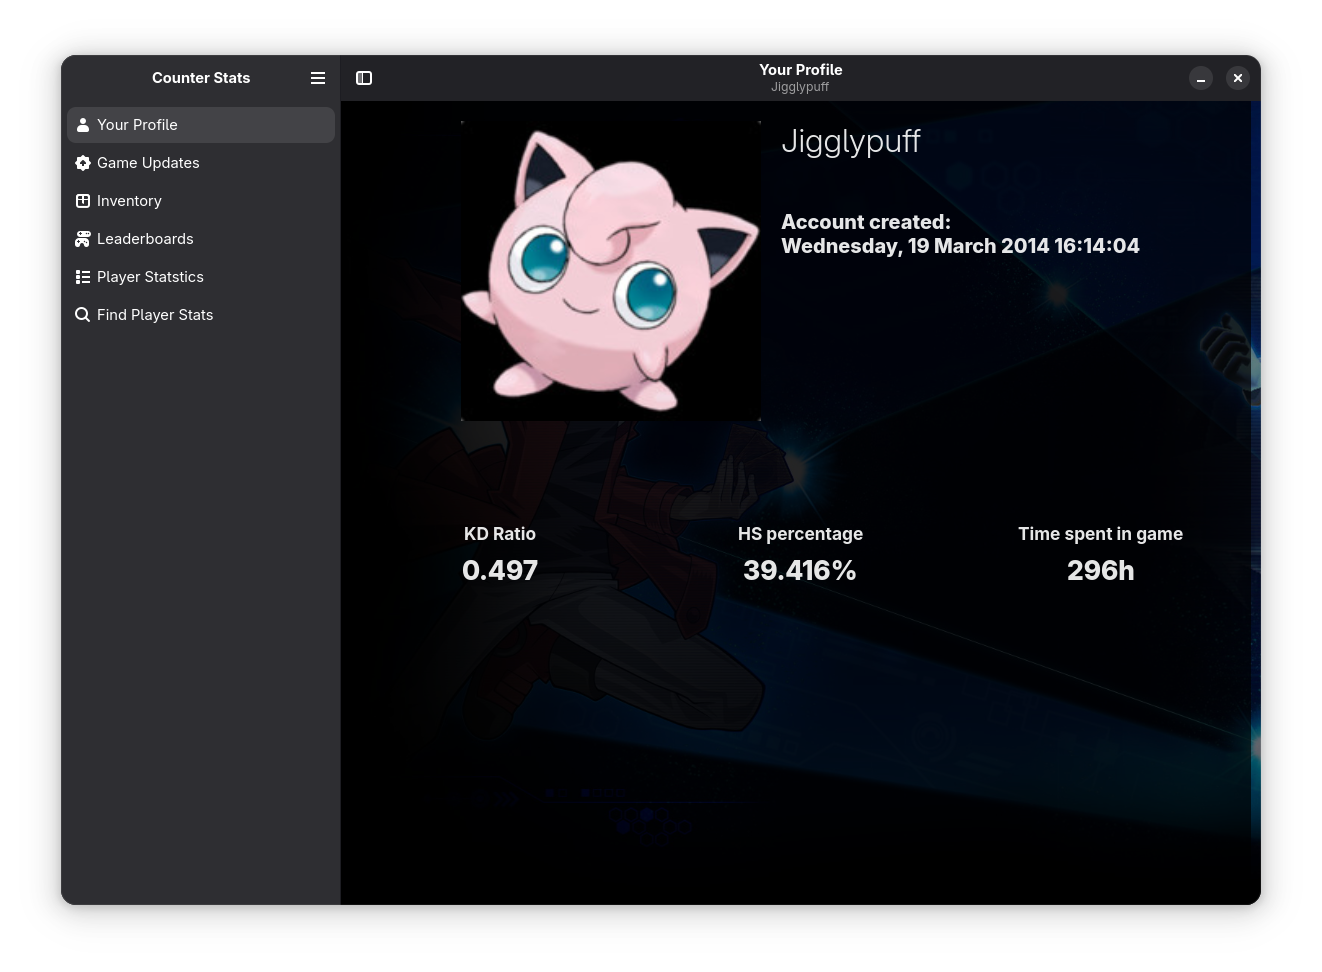 Counter Stats
Your Profile
Game Updates
Inventory
Leaderboards
Player Statstics
Find Player Stats
Your Profile
Jigglypuff
Jigglypuff
Account created:
Wednesday, 19 March 2014 16:14:04
KD Ratio
0.497
HS percentage
39.416%
Time spent in game
296h